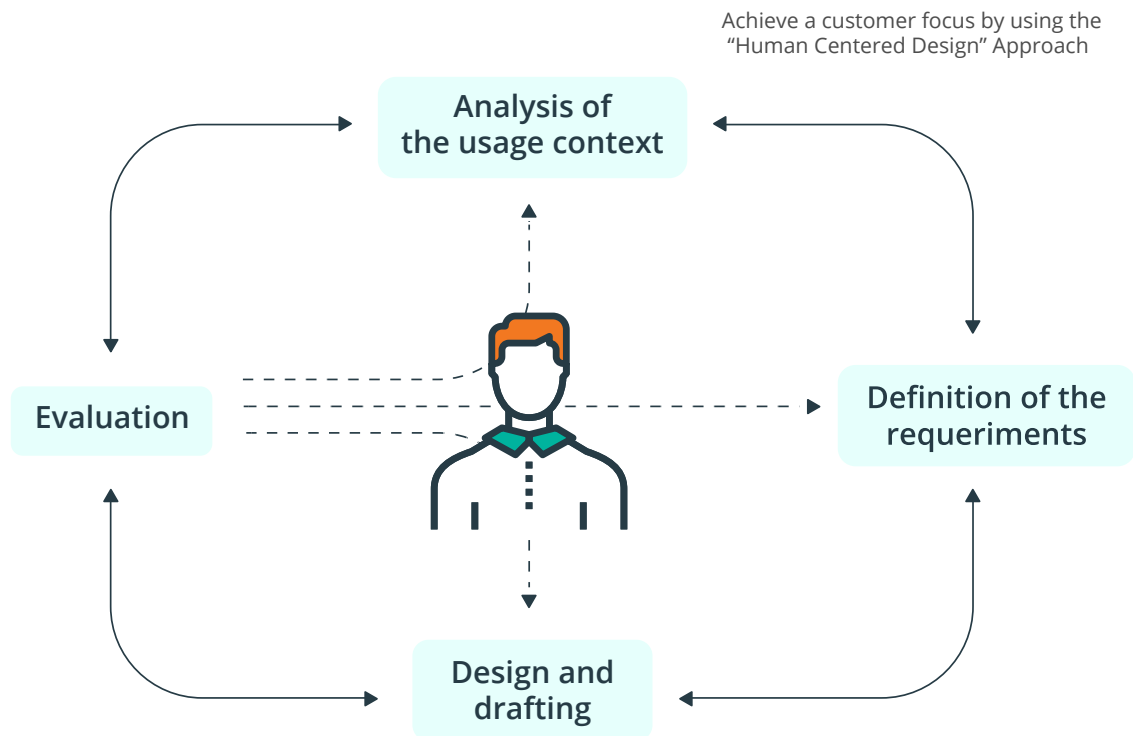 Achieve a customer focus by using the
“Human Centered Design” Approach
Analysis of
the usage context
Evaluation
Definition of the
requeriments
Design and
drafting